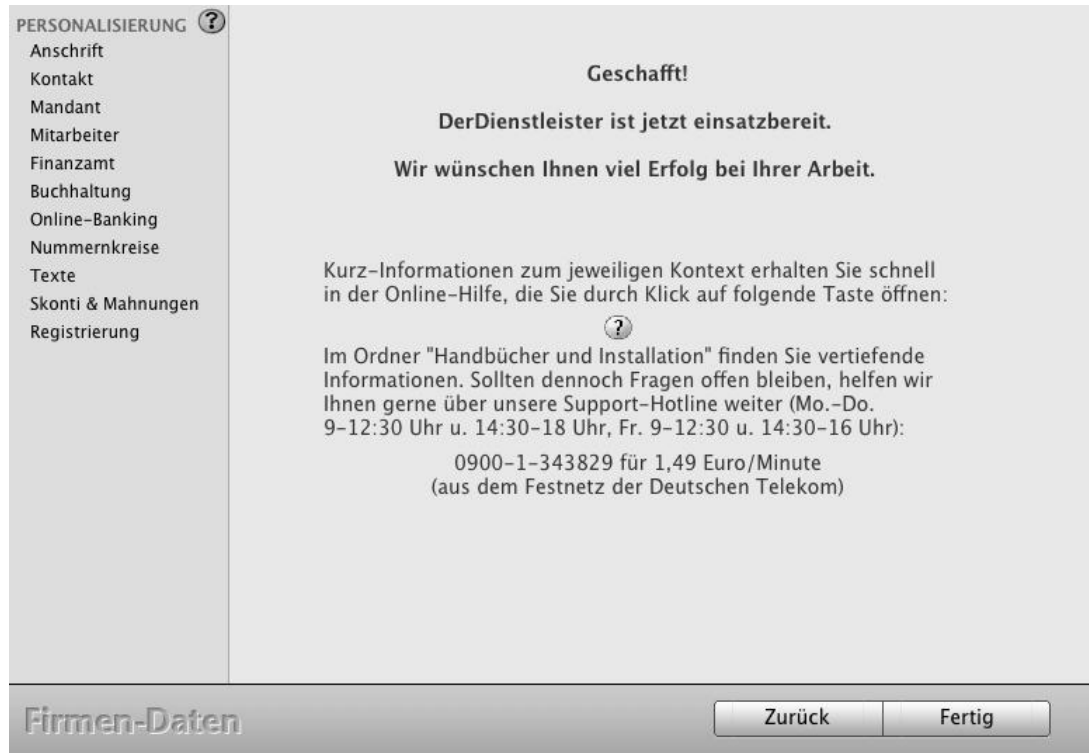 PERSONALISIERUNG ?
Anschrift
Kontakt
Mandant
Mitarbeiter
Finanzamt
Buchhaltung
Online-Banking
Nummernkreise
Texte
Skonti & Mahnungen
Registrierung
Geschafft!
DerDienstleister ist jetzt einsatzbereit.
Wir wünschen Ihnen viel Erfolg bei Ihrer Arbeit.
Kurz-Informationen zum jeweiligen Kontext erhalten Sie schnell
in der Online-Hilfe, die Sie durch Klick auf folgende Taste öffnen:
?
Im Ordner "Handbücher und Installation" finden Sie vertiefende
Informationen. Sollten dennoch Fragen offen bleiben, helfen wir
Ihnen gerne über unsere Support-Hotline weiter (Mo.-Do.
9-12:30 Uhr u. 14:30-18 Uhr, Fr. 9-12:30 u. 14:30-16 Uhr):
0900-1-343829 für 1,49 Euro/Minute
(aus dem Festnetz der Deutschen Telekom)
Firmen-Daten
Zurück
Fertig